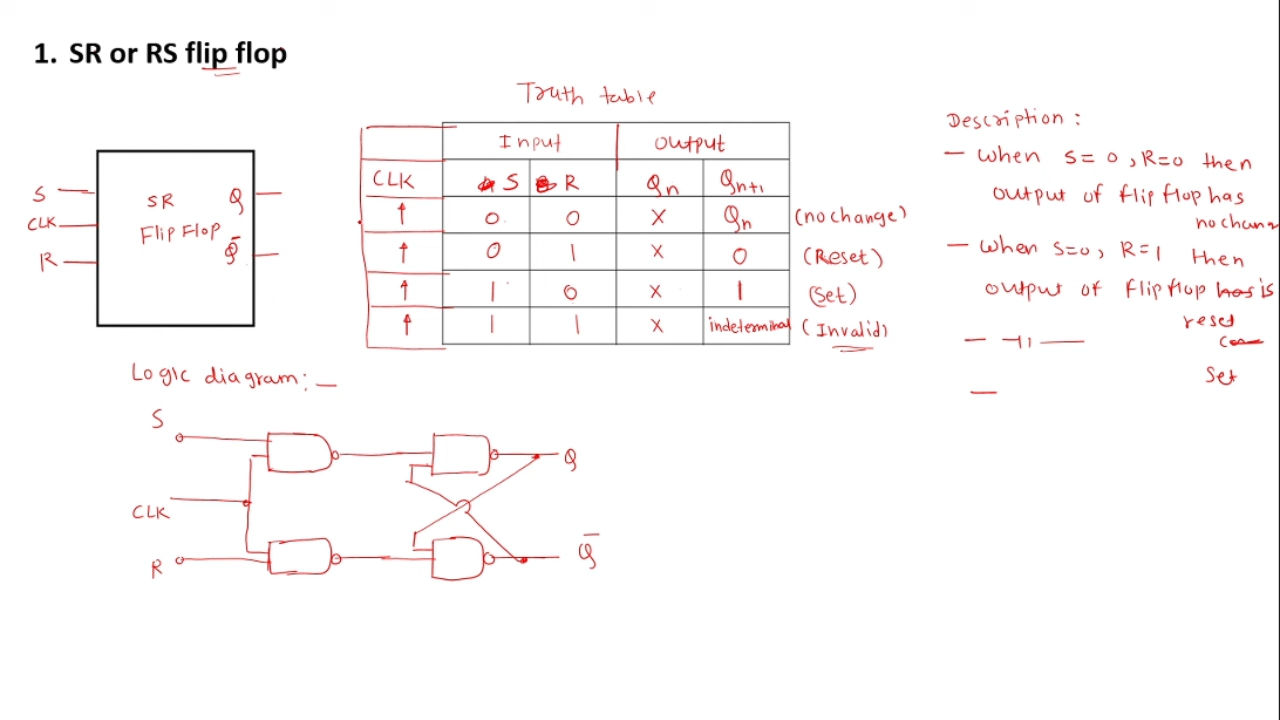 1. SR or RS flip flop
Truth table
Input Output
CLK S R Qn Qn+1
↑ 0 0 X Qn (no change)
↑ 0 1 X 0 (Reset)
↑ 1 0 X 1 (Set)
↑ 1 1 X indeterminal (Invalid)
S
CLK
R
SR
Flip Flop
Q
Q̅
Description :
— when S= 0 , R=0 then
output of flip flop has
no chang
— when S=0, R=1 then
output of flip flop has is
reset
Set
Logic diagram: —
S
CLK
R
Q
Q̅